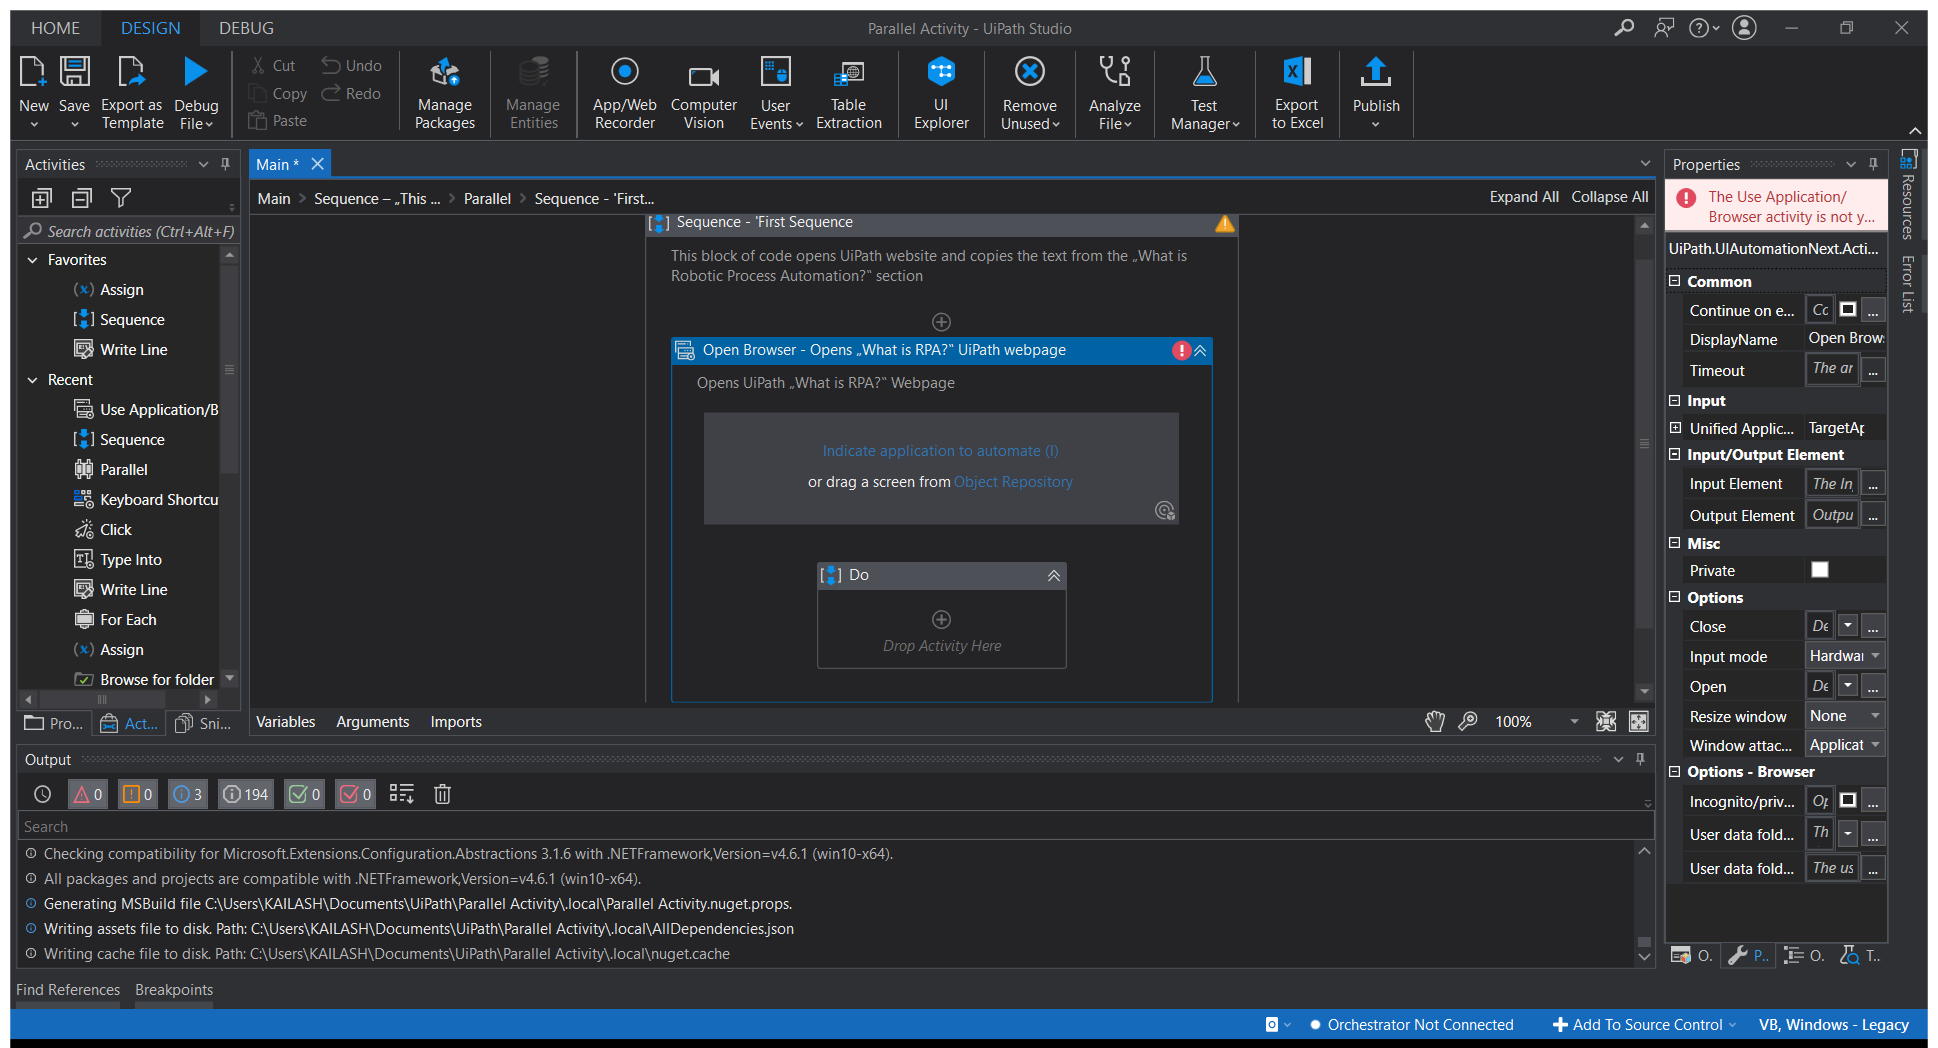 HOME DESIGN DEBUG
Parallel Activity - UiPath Studio
New
Save
Export as
Template
Debug
File
Cut
Copy
Paste
Undo
Redo
Manage
Packages
Manage
Entities
App/Web
Recorder
Computer
Vision
User
Events
Table
Extraction
UI
Explorer
Remove
Unused
Analyze
File
Test
Manager
Export
to Excel
Publish
Activities
Search activities (Ctrl+Alt+F)
Favorites
Assign
Sequence
Write Line
Recent
Use Application/B
Sequence
Parallel
Keyboard Shortcu
Click
Type Into
Write Line
For Each
Assign
Browse for folder
Pro... Act... Sni...
Main *
Main > Sequence – „This ... > Parallel > Sequence - 'First...
Expand All Collapse All
Sequence - 'First Sequence
This block of code opens UiPath website and copies the text from the „What is
Robotic Process Automation?“ section
Open Browser - Opens „What is RPA?“ UiPath webpage
Opens UiPath „What is RPA?“ Webpage
Indicate application to automate (I)
or drag a screen from Object Repository
Do
Drop Activity Here
Variables Arguments Imports
100%
Output
0 0 3 194 0 0
Search
Checking compatibility for Microsoft.Extensions.Configuration.Abstractions 3.1.6 with .NETFramework,Version=v4.6.1 (win10-x64).
All packages and projects are compatible with .NETFramework,Version=v4.6.1 (win10-x64).
Generating MSBuild file C:\Users\KAILASH\Documents\UiPath\Parallel Activity\.local\Parallel Activity.nuget.props.
Writing assets file to disk. Path: C:\Users\KAILASH\Documents\UiPath\Parallel Activity\.local\AllDependencies.json
Writing cache file to disk. Path: C:\Users\KAILASH\Documents\UiPath\Parallel Activity\.local\nuget.cache
Find References Breakpoints
Properties
The Use Application/
Browser activity is not y...
UiPath.UIAutomationNext.Acti...
Common
Continue on e... Co ...
DisplayName Open Brow
Timeout The ar ...
Input
Unified Applic... TargetAp
Input/Output Element
Input Element The In ...
Output Element Outpu ...
Misc
Private
Options
Close De ...
Input mode Hardwar
Open De ...
Resize window None
Window attac... Applicat
Options - Browser
Incognito/priv... Op ...
User data fold... Th ...
User data fold... The us ...
O. P.. O. T..
Resources
Error List
Orchestrator Not Connected
Add To Source Control
VB, Windows - Legacy